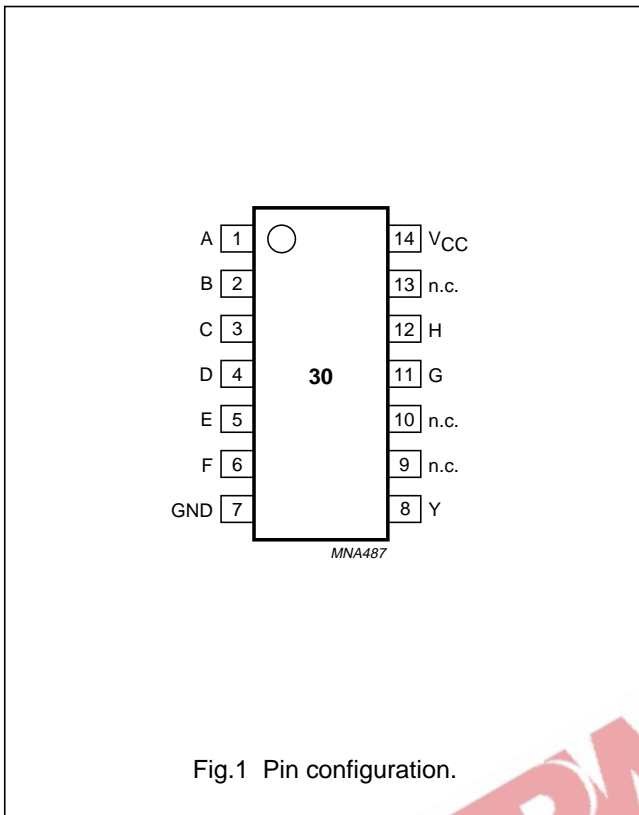 A 1 14 VCC
B 2 13 n.c.
C 3 12 H
D 4 30 11 G
E 5 10 n.c.
F 6 9 n.c.
GND 7 8 Y
MNA487
Fig.1 Pin configuration.